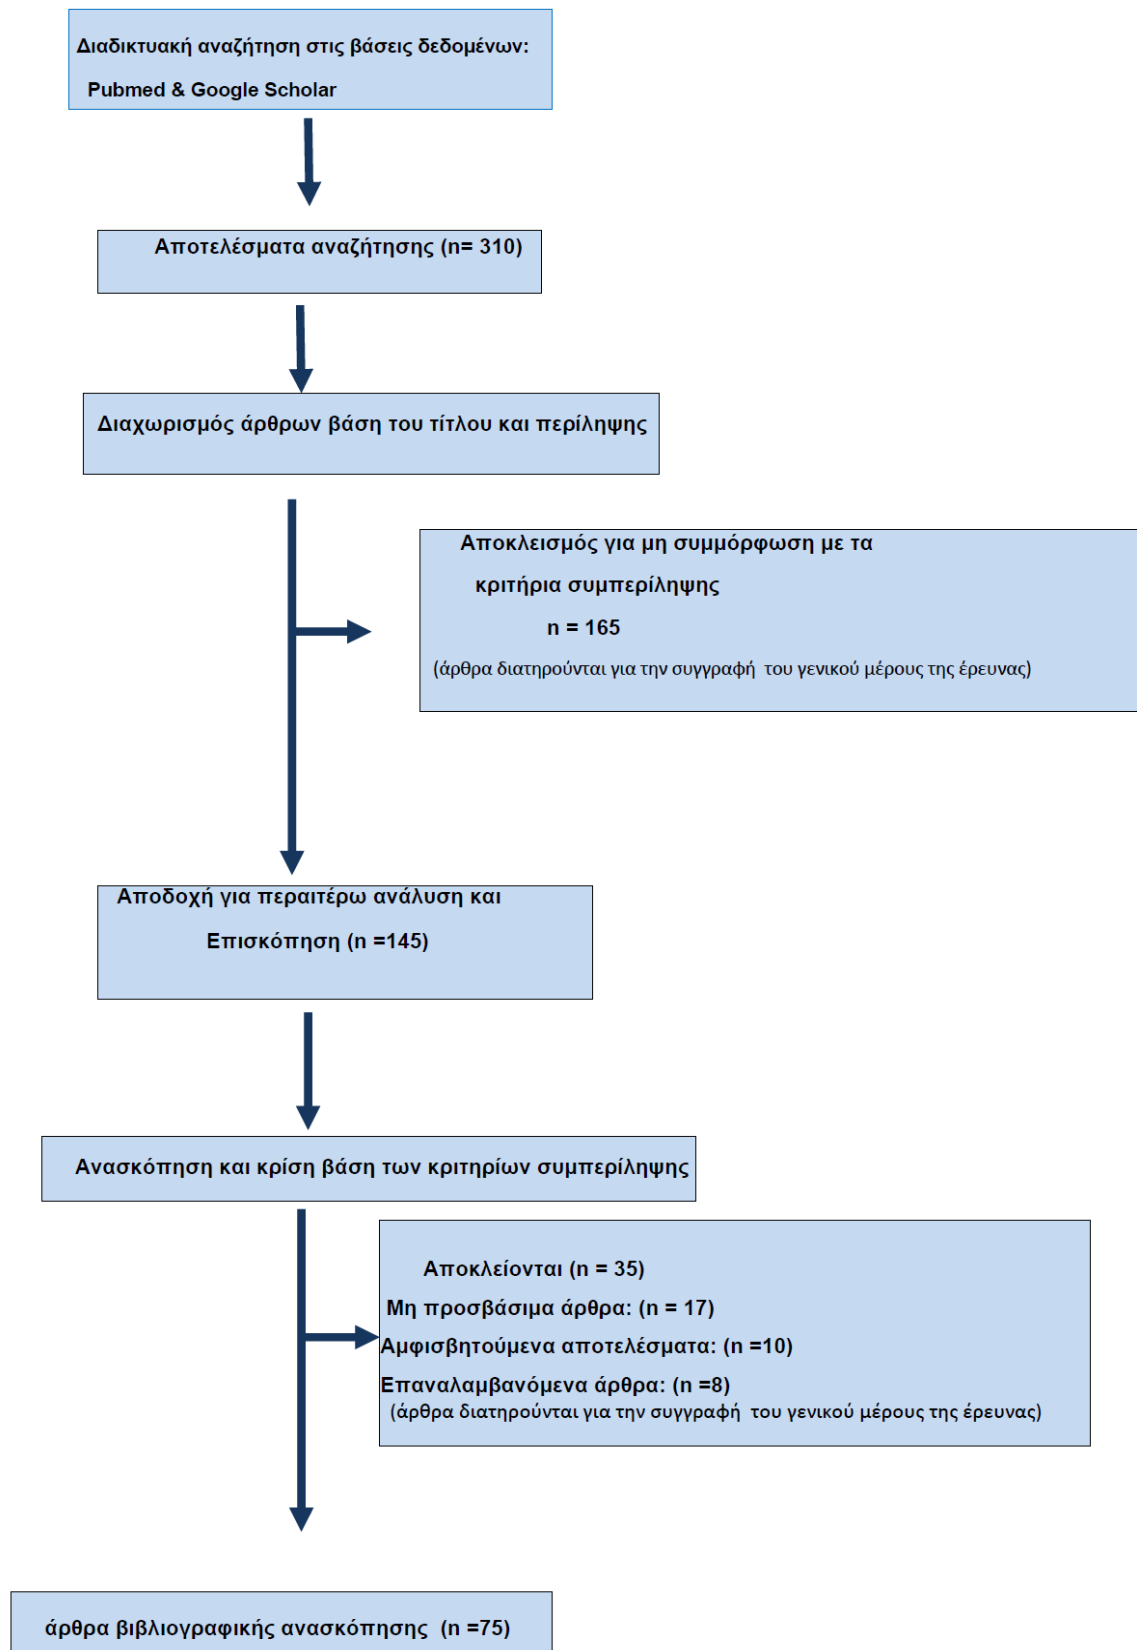 Διαδικτυακή αναζήτηση στις βάσεις δεδομένων:
Pubmed & Google Scholar
Αποτελέσματα αναζήτησης (n= 310)
Διαχωρισμός άρθρων βάση του τίτλου και περίληψης
Αποκλεισμός για μη συμμόρφωση με τα
κριτήρια συμπερίληψης
n = 165
(άρθρα διατηρούνται για την συγγραφή του γενικού μέρους της έρευνας)
Αποδοχή για περαιτέρω ανάλυση και
Επισκόπηση (n =145)
Ανασκόπηση και κρίση βάση των κριτηρίων συμπερίληψης
Αποκλείονται (n = 35)
Μη προσβάσιμα άρθρα: (n = 17)
Αμφισβητούμενα αποτελέσματα: (n =10)
Επαναλαμβανόμενα άρθρα: (n =8)
(άρθρα διατηρούνται για την συγγραφή του γενικού μέρους της έρευνας)
άρθρα βιβλιογραφικής ανασκόπησης (n =75)